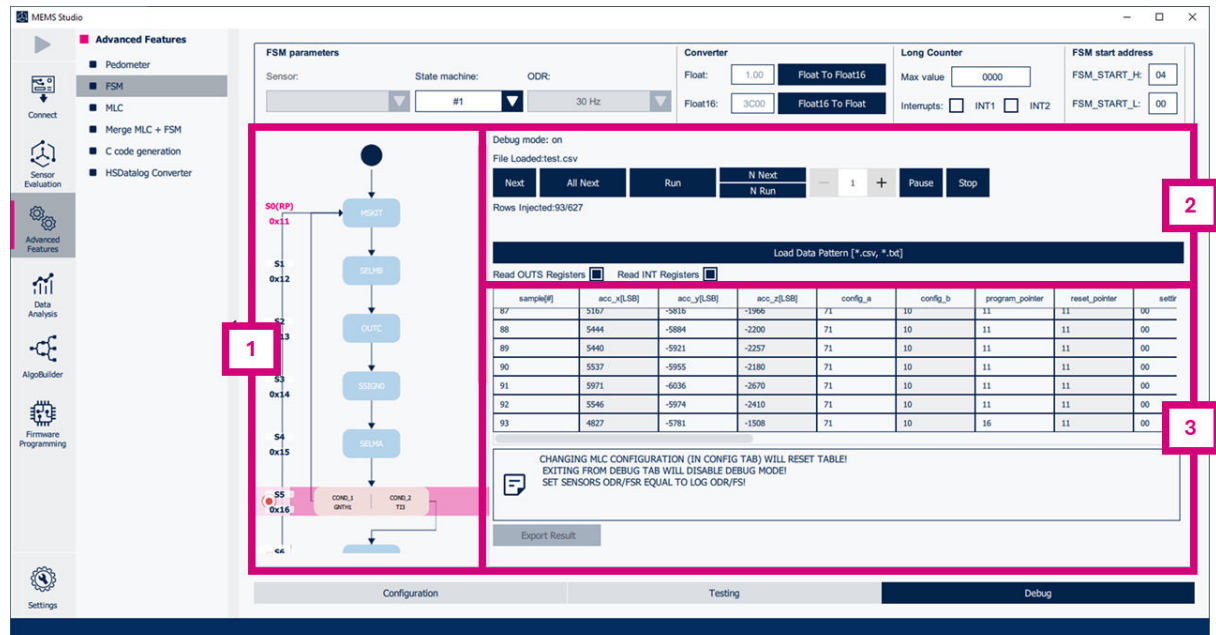 MEMS Studio
Connect
Sensor
Evaluation
Advanced
Features
Data
Analysis
AlgoBuilder
Firmware
Programming
Settings
Advanced Features
Pedometer
FSM
MLC
Merge MLC + FSM
C code generation
HSDatalog Converter
FSM parameters
Sensor: State machine: ODR:
#1 30 Hz
Converter
Float: 1.00 Float To Float16
Float16: 3C00 Float16 To Float
Long Counter
Max value 0000
Interrupts: INT1 INT2
FSM start address
FSM_START_H: 04
FSM_START_L: 00
S0(RP)
0x11
MSKIT
S1
0x12
SELMB
S2
13
OUTC
1
S3
0x14
SSIGN0
S4
0x15
SELMA
S5
0x16
COND_1 COND_2
GNTH1 TI3
S6
Debug mode: on
File Loaded:test.csv
Next All Next Run N Next N Run — 1 + Pause Stop
Rows Injected:93/627
2
Load Data Pattern [*.csv, *.txt]
Read OUTS Registers Read INT Registers
sample[#] acc_x[LSB] acc_y[LSB] acc_z[LSB] config_a config_b program_pointer reset_pointer settir
87 5167 -5816 -1966 71 10 11 11 00
88 5444 -5884 -2200 71 10 11 11 00
89 5440 -5921 -2257 71 10 11 11 00
90 5537 -5955 -2180 71 10 11 11 00
91 5971 -6036 -2670 71 10 11 11 00
92 5546 -5974 -2410 71 10 11 11 00
93 4827 -5781 -1508 71 10 16 11 00
3
CHANGING MLC CONFIGURATION (IN CONFIG TAB) WILL RESET TABLE!
EXITING FROM DEBUG TAB WILL DISABLE DEBUG MODE!
SET SENSORS ODR/FSR EQUAL TO LOG ODR/FS!
Export Result
Configuration Testing Debug